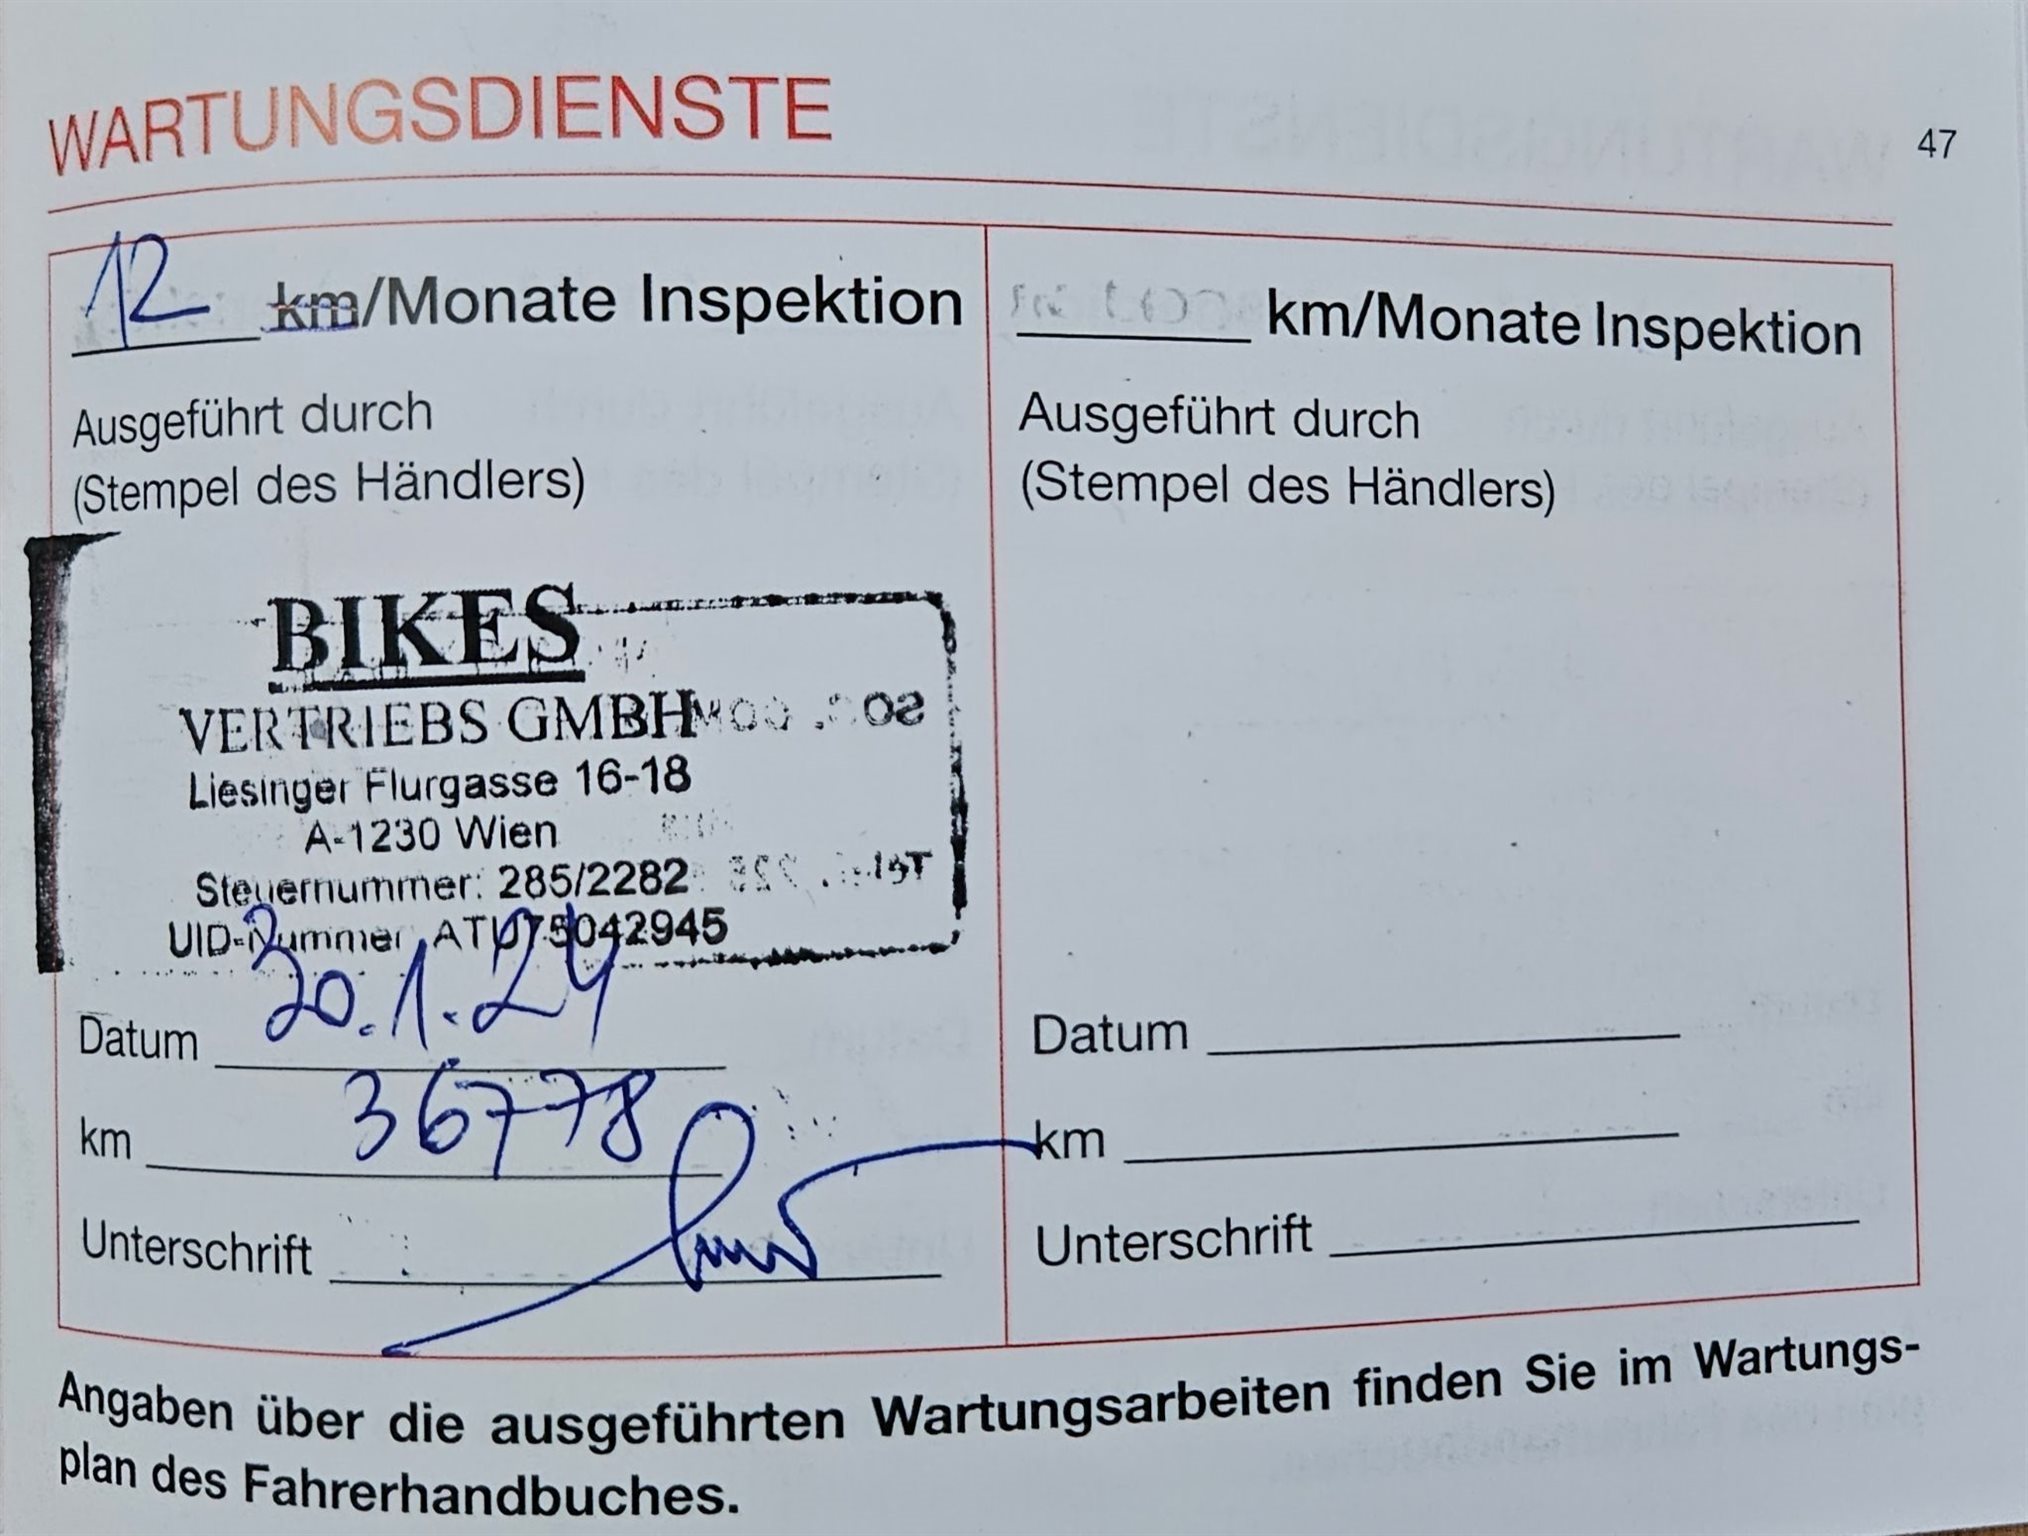 WARTUNGSDIENSTE
47
12 km/Monate Inspektion
Ausgeführt durch
(Stempel des Händlers)
BIKES
VERTRIEBS GMBH
Liesinger Flurgasse 16-18
A-1230 Wien
Steuernummer: 285/2282
UID-Nummer ATU75042945
Datum 30.1.24
km 36778
Unterschrift
km/Monate Inspektion
Ausgeführt durch
(Stempel des Händlers)
Datum
km
Unterschrift
Angaben über die ausgeführten Wartungsarbeiten finden Sie im Wartungs-
plan des Fahrerhandbuches.